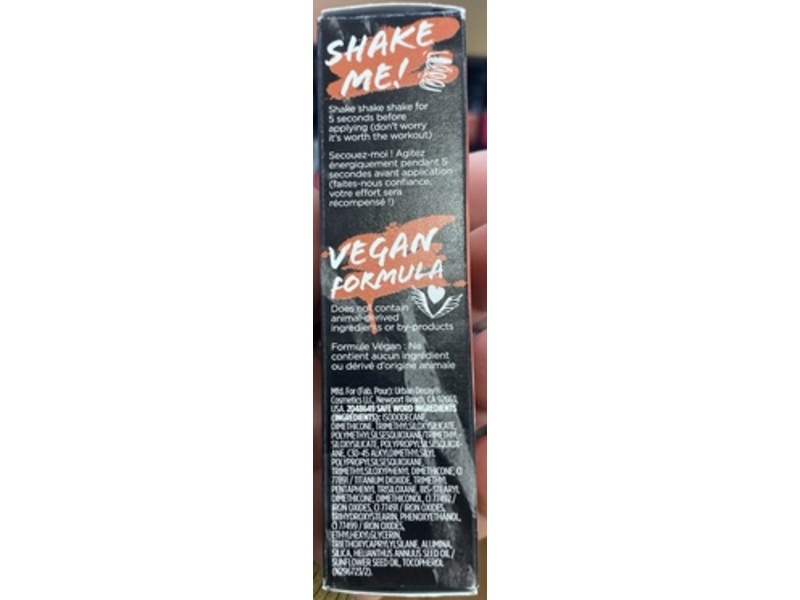 SHAKE
ME!
Shake shake shake for
5 seconds before
applying (don't worry
it's worth the workout)
Secouez-moi ! Agitez
énergiquement pendant 5
secondes avant application
(faites-nous confiance,
votre effort sera
récompensé !)
VEGAN
FORMULA
Does not contain
animal-derived
ingredients or by-products
Formule Végan : Ne
contient aucun ingrédient
ou dérivé d'origine animale
Mfd. For (Fab. Pour): Urban Decay®
Cosmetics LLC, Newport Beach, CA 92663,
USA. 2048649 SAFE WORD INGREDIENTS
(INGRÉDIENTS): ISODODECANE,
DIMETHICONE, TRIMETHYLSILOXYSILICATE,
POLYMETHYLSILSESQUIOXANE/TRIMETHYL-
SILOXYSILICATE, POLYPROPYLSILSESQUIOX-
ANE, C30-45 ALKYLDIMETHYLSILYL
POLYPROPYLSILSESQUIOXANE,
TRIMETHYLSILOXYPHENYL DIMETHICONE, CI
77891 / TITANIUM DIOXIDE, TRIMETHYL
PENTAPHENYL TRISILOXANE, BIS-STEARYL
DIMETHICONE, DIMETHICONOL, CI 77492 /
IRON OXIDES, CI 77491 / IRON OXIDES,
TRIHYDROXYSTEARIN, PHENOXYETHANOL,
CI 77499 / IRON OXIDES,
ETHYLHEXYLGLYCERIN,
TRIETHOXYCAPRYLYLSILANE, ALUMINA,
SILICA, HELIANTHUS ANNUUS SEED OIL /
SUNFLOWER SEED OIL, TOCOPHEROL
(N296723/2).